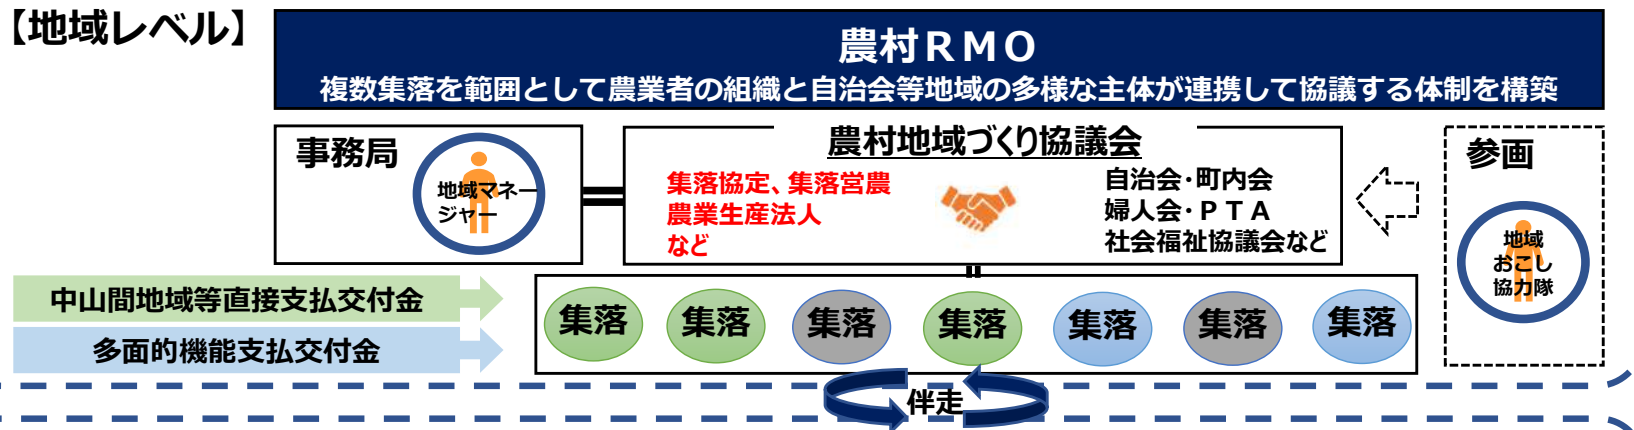 【地域レベル】
農村ＲＭＯ
複数集落を範囲として農業者の組織と自治会等地域の多様な主体が連携して協議する体制を構築
事務局
地域マネー
ジャー
農村地域づくり協議会
集落協定、集落営農
農業生産法人
など
自治会・町内会
婦人会・ＰＴＡ
社会福祉協議会など
参画
地域
おこし
協力隊
中山間地域等直接支払交付金
多面的機能支払交付金
集落 集落 集落 集落 集落 集落 集落
伴走